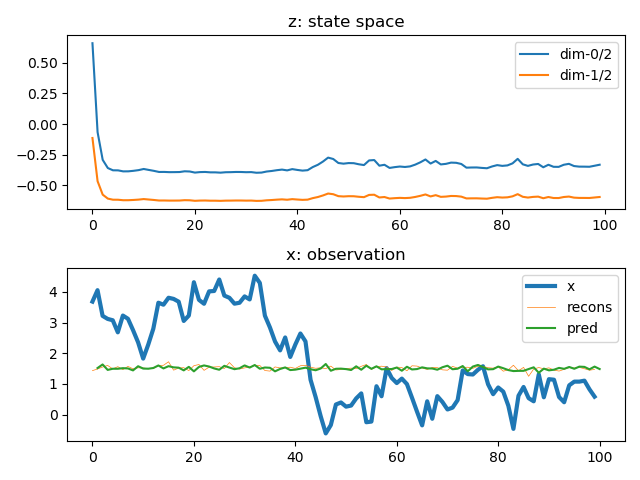 z: state space
0.50
0.25
0.00
−0.25
−0.50
dim-0/2
dim-1/2
0 20 40 60 80 100
x: observation
4
3
2
1
0
x
recons
pred
0 20 40 60 80 100